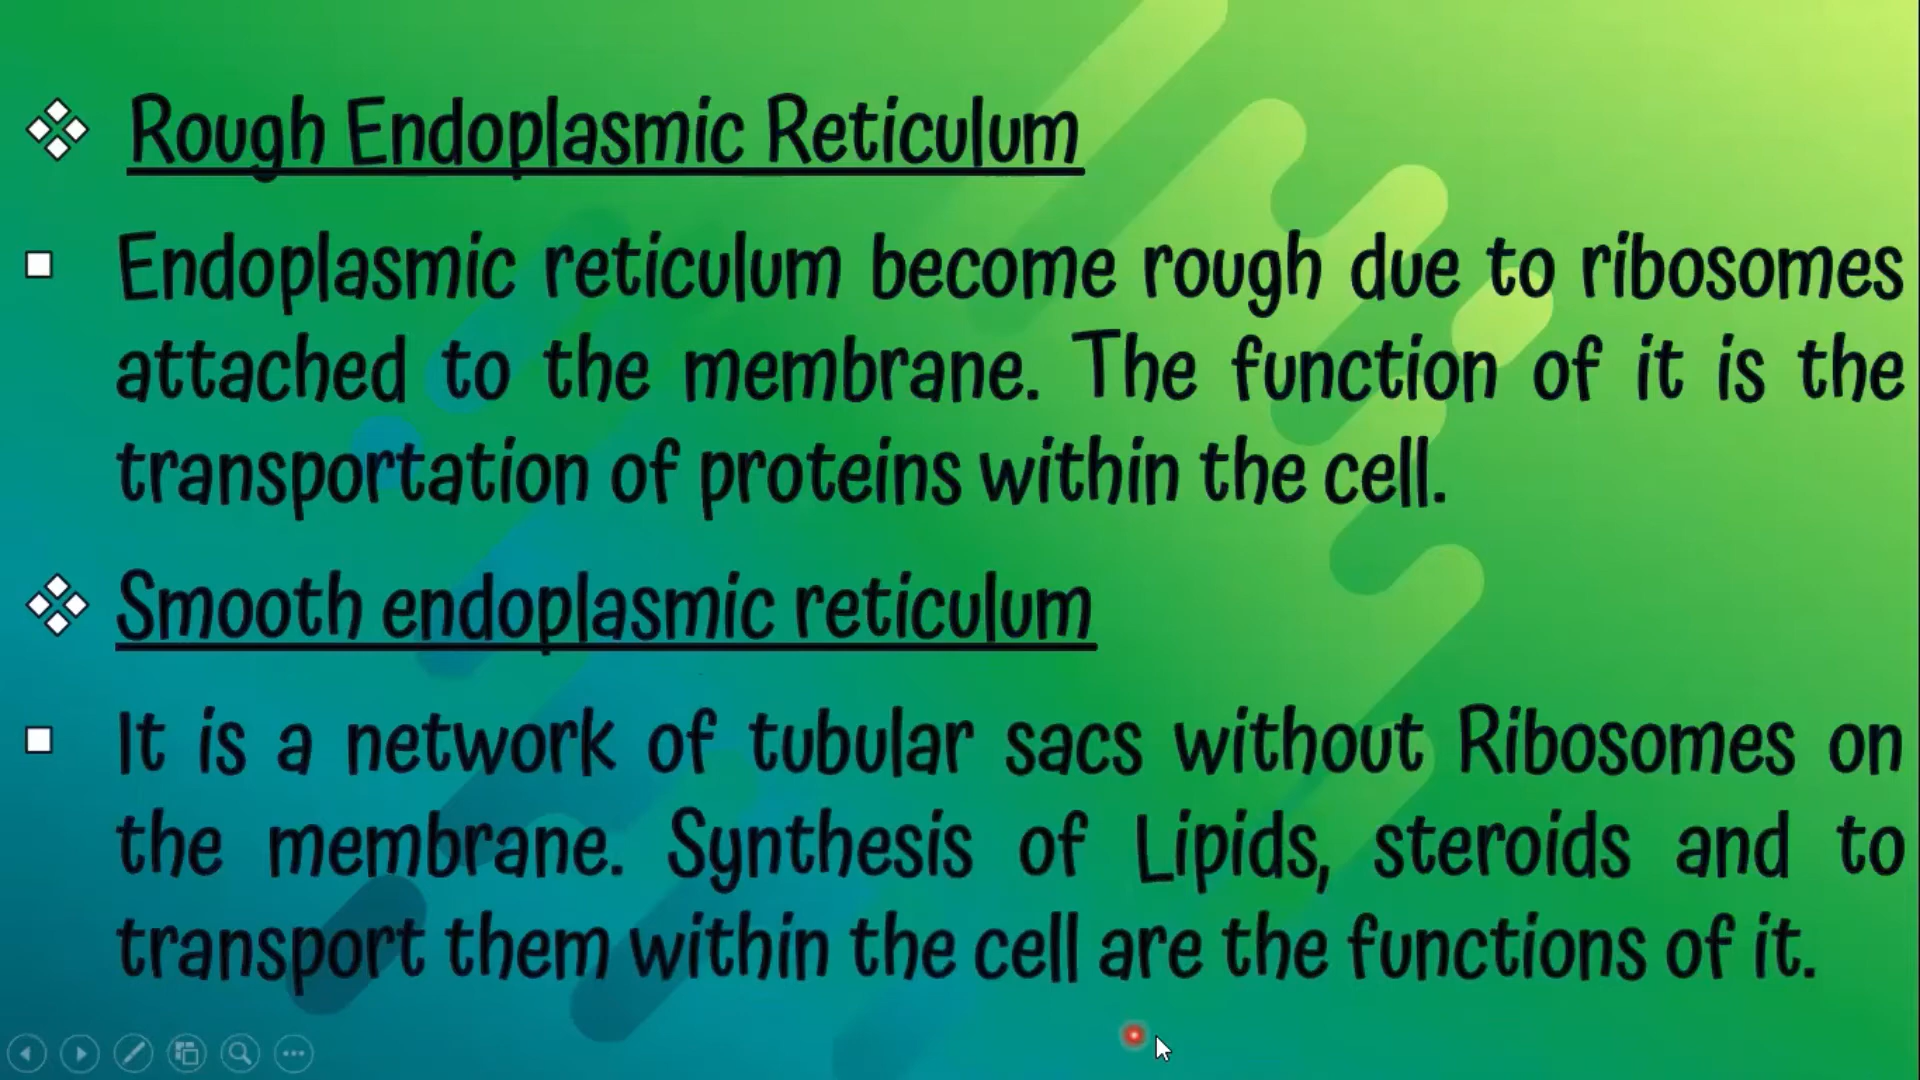 Rough Endoplasmic Reticulum
Endoplasmic reticulum become rough due to ribosomes
attached to the membrane. The function of it is the
transportation of proteins within the cell.
Smooth endoplasmic reticulum
It is a network of tubular sacs without Ribosomes on
the membrane. Synthesis of Lipids, steroids and to
transport them within the cell are the functions of it.